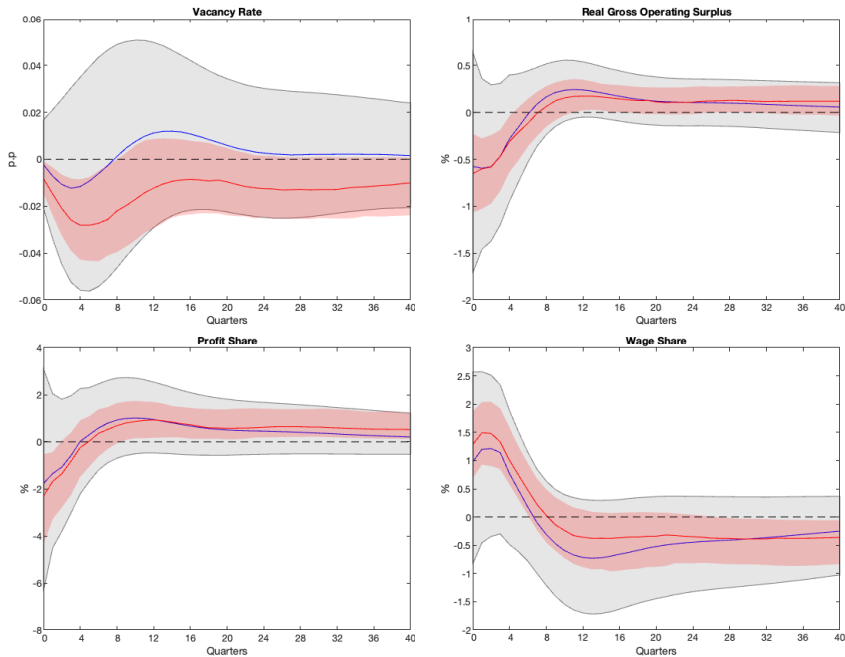 Vacancy Rate
0.06
0.04
0.02
0
-0.02
-0.04
-0.06
p.p
0 4 8 12 16 20 24 28 32 36 40
Quarters
Real Gross Operating Surplus
1
0.5
0
-0.5
-1
-1.5
-2
%
0 4 8 12 16 20 24 28 32 36 40
Quarters
Profit Share
4
2
0
-2
-4
-6
-8
%
0 4 8 12 16 20 24 28 32 36 40
Quarters
Wage Share
3
2.5
2
1.5
1
0.5
0
-0.5
-1
-1.5
-2
%
0 4 8 12 16 20 24 28 32 36 40
Quarters